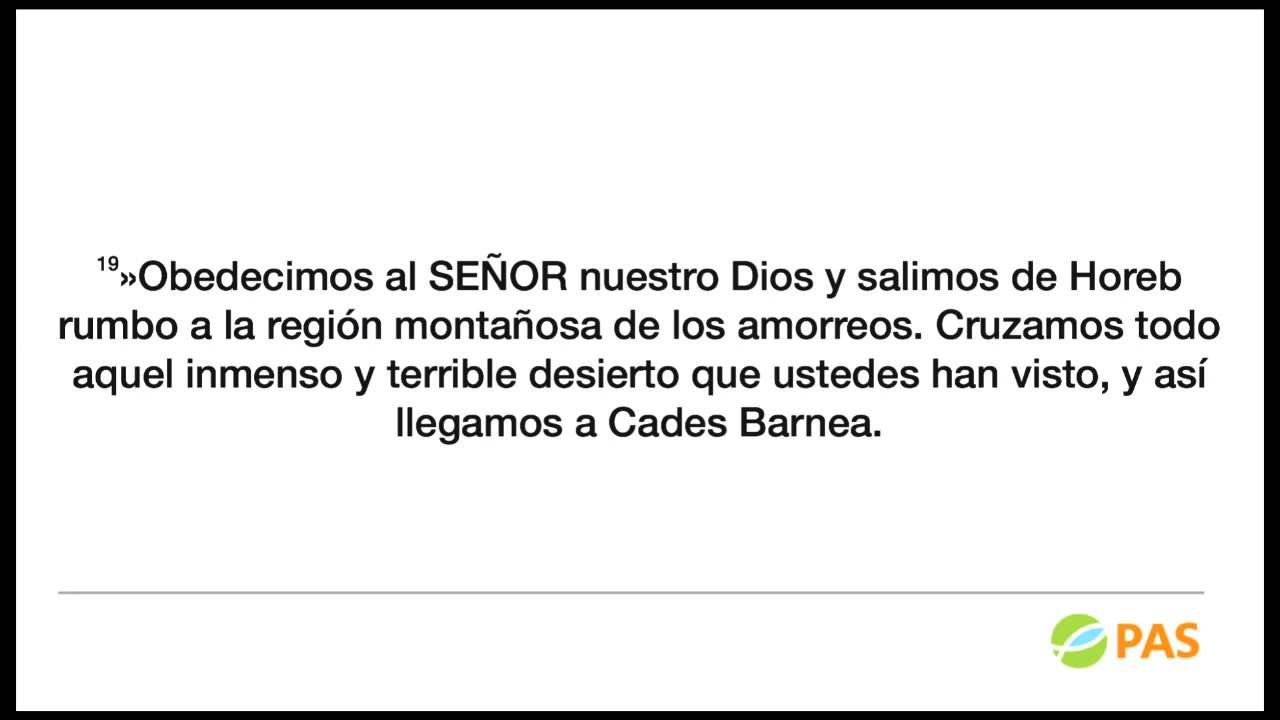 19»Obedecimos al SEÑOR nuestro Dios y salimos de Horeb
rumbo a la región montañosa de los amorreos. Cruzamos todo
aquel inmenso y terrible desierto que ustedes han visto, y así
llegamos a Cades Barnea.
PAS